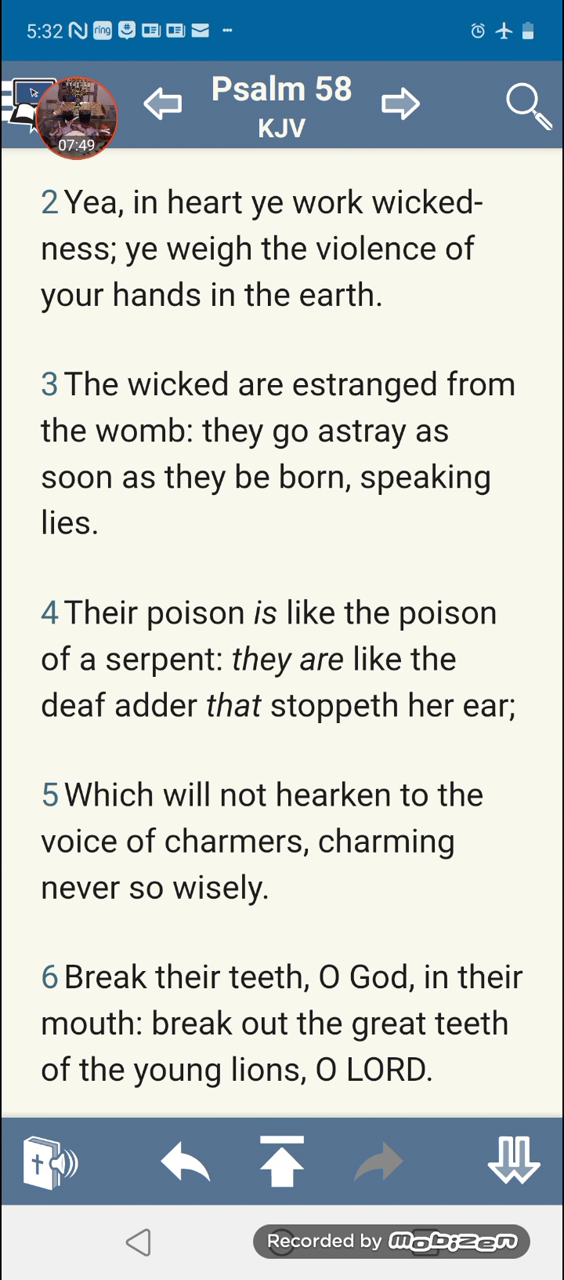 5:32
ring
Psalm 58
KJV
07:49
2 Yea, in heart ye work wicked-
ness; ye weigh the violence of
your hands in the earth.
3 The wicked are estranged from
the womb: they go astray as
soon as they be born, speaking
lies.
4 Their poison is like the poison
of a serpent: they are like the
deaf adder that stoppeth her ear;
5 Which will not hearken to the
voice of charmers, charming
never so wisely.
6 Break their teeth, O God, in their
mouth: break out the great teeth
of the young lions, O LORD.
Recorded by mobizen